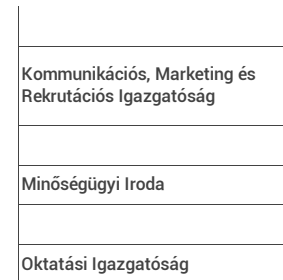 Kommunikációs, Marketing és
Rekrutációs Igazgatóság
Minőségügyi Iroda
Oktatási Igazgatóság